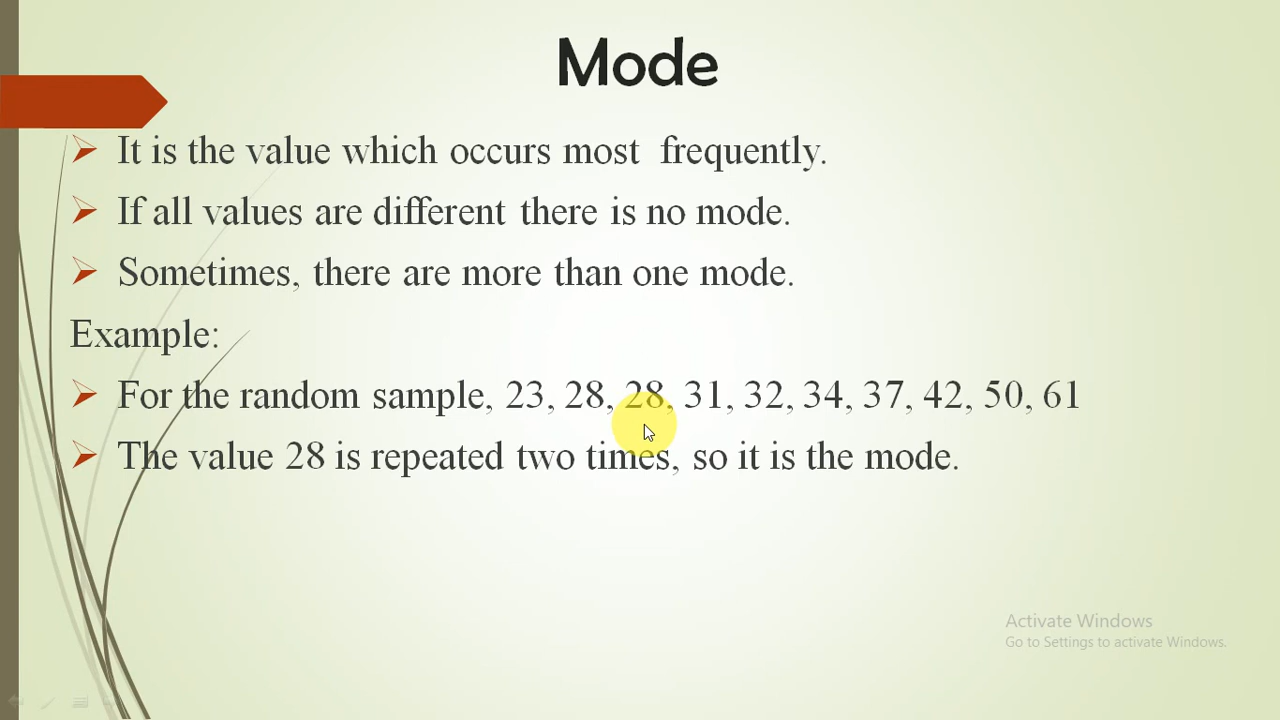 Mode
It is the value which occurs most frequently.
If all values are different there is no mode.
Sometimes, there are more than one mode.
Example:
For the random sample, 23, 28, 28, 31, 32, 34, 37, 42, 50, 61
The value 28 is repeated two times, so it is the mode.
Activate Windows
Go to Settings to activate Windows.